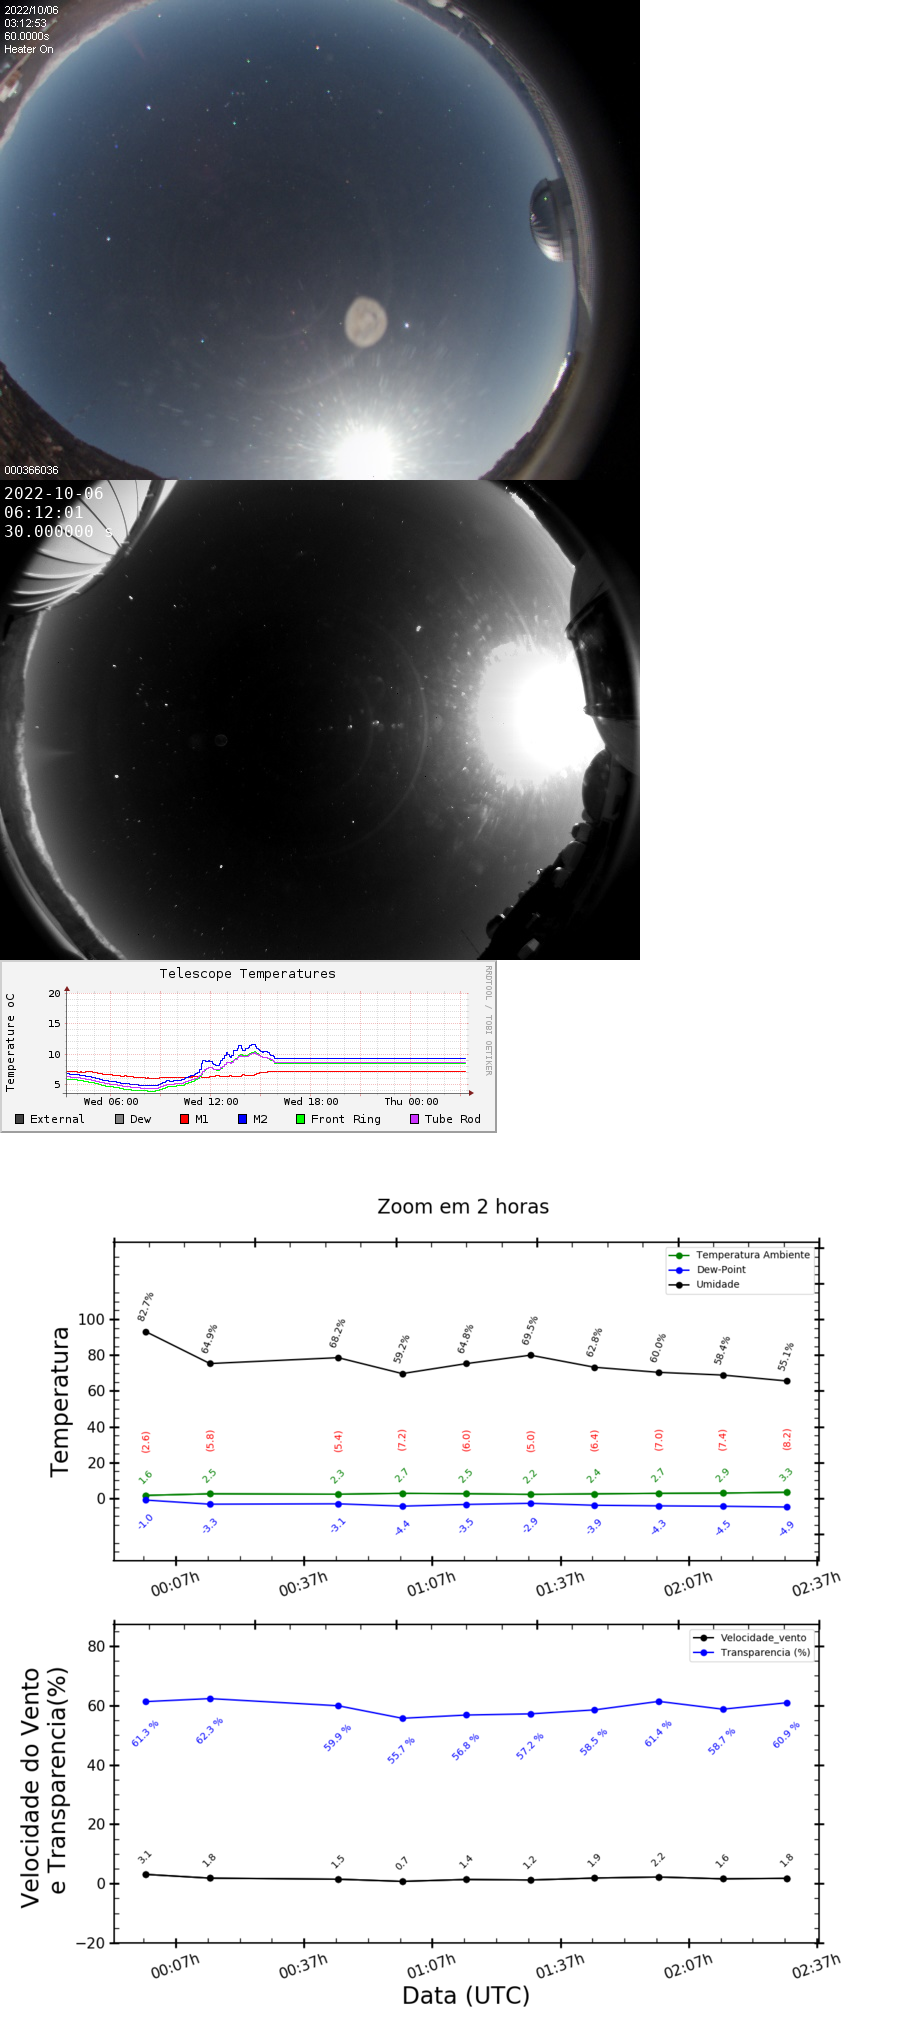 2022/10/06
03:12:53
60.0000s
Heater On
000366036
2022-10-06
06:12:01
30.000000 s
Telescope Temperatures
RRDTOOL / TOBI OETIKER
Temperature oC
20
15
10
5
Wed 06:00 Wed 12:00 Wed 18:00 Thu 00:00
External Dew M1 M2 Front Ring Tube Rod
Zoom em 2 horas
Temperatura
Temperatura Ambiente
Dew-Point
Umidade
100
80
60
40
20
0
82.7% 64.9% 68.2% 59.2% 64.8% 69.5% 62.8% 60.0% 58.4% 55.1%
(2.6) (5.8) (5.4) (7.2) (6.0) (5.0) (6.4) (7.0) (7.4) (8.2)
1.6 2.5 2.3 2.7 2.5 2.2 2.4 2.7 2.9 3.3
-1.0 -3.3 -3.1 -4.4 -3.5 -2.9 -3.9 -4.3 -4.5 -4.9
00:07h 00:37h 01:07h 01:37h 02:07h 02:37h
Velocidade do Vento
e Transparencia(%)
Velocidade_vento
Transparencia (%)
80
60
40
20
0
−20
61.3 % 62.3 % 59.9 % 55.7 % 56.8 % 57.2 % 58.5 % 61.4 % 58.7 % 60.9 %
3.1 1.8 1.5 0.7 1.4 1.2 1.9 2.2 1.6 1.8
00:07h 00:37h 01:07h 01:37h 02:07h 02:37h
Data (UTC)